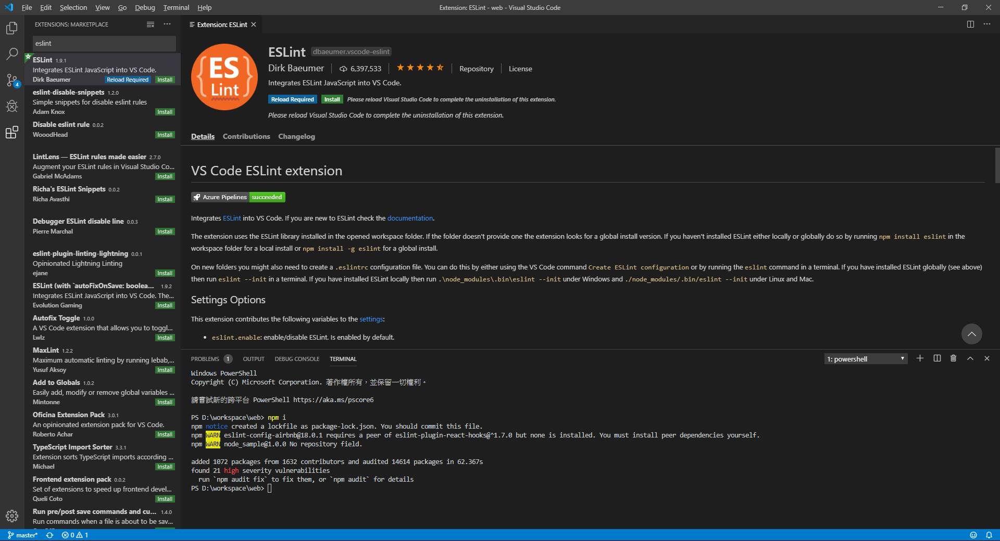 File Edit Selection View Go Debug Terminal Help
Extension: ESLint - web - Visual Studio Code
EXTENSIONS: MARKETPLACE
eslint
ESLint 1.9.1
Integrates ESLint JavaScript into VS Code.
Dirk Baeumer Reload Required Install
eslint-disable-snippets 1.2.0
Simple snippets for disable eslint rules
Adam Knox Install
Disable eslint rule 0.0.2
WooodHead Install
LintLens — ESLint rules made easier 2.7.0
Augment your ESLint rules in Visual Studio Co...
Gabriel McAdams Install
Richa's ESLint Snippets 0.0.2
Richa Avasthi Install
Debugger ESLint disable line 0.0.3
Pierre Marchal Install
eslint-plugin-linting-lightning 0.0.1
Opinionated Lightning Linting
ejane Install
ESLint (with `autoFixOnSave: boolea... 1.9.2
Integrates ESLint JavaScript into VS Code. The...
Evolution Gaming Install
Autofix Toggle 1.0.0
A VS Code extension that allows you to toggl...
Lwlz Install
MaxLint 1.2.2
Maximum automatic linting by running lebab,...
Yusuf Aksoy Install
Add to Globals 1.0.2
Easily add, modify or remove global variables ...
Mintonne Install
Oficina Extension Pack 3.0.1
An opinionated extension pack for VS Code.
Roberto Achar Install
TypeScript Import Sorter 3.3.1
Extension sorts TypeScript imports according ...
Michael Install
Frontend extension pack 0.0.2
Set of extensions to speed up frontend devel...
Queli Coto Install
Run pre/post save commands and cu... 1.4.0
Run commands when a file is about to be sav...
4
Extension: ESLint
{ES
Lint}
ESLint dbaeumer.vscode-eslint
Dirk Baeumer 6,397,533 Repository License
Integrates ESLint JavaScript into VS Code.
Reload Required Install Please reload Visual Studio Code to complete the uninstallation of this extension.
Please reload Visual Studio Code to complete the uninstallation of this extension.
Details Contributions Changelog
VS Code ESLint extension
Azure Pipelines succeeded
Integrates ESLint into VS Code. If you are new to ESLint check the documentation.
The extension uses the ESLint library installed in the opened workspace folder. If the folder doesn't provide one the extension looks for a global install version. If you haven't installed ESLint either locally or globally do so by running npm install eslint in the
workspace folder for a local install or npm install -g eslint for a global install.
On new folders you might also need to create a .eslintrc configuration file. You can do this by either using the VS Code command Create ESLint configuration or by running the eslint command in a terminal. If you have installed ESLint globally (see above)
then run eslint --init in a terminal. If you have installed ESLint locally then run .\node_modules\.bin\eslint --init under Windows and ./node_modules/.bin/eslint --init under Linux and Mac.
Settings Options
This extension contributes the following variables to the settings:
• eslint.enable: enable/disable ESLint. Is enabled by default.
PROBLEMS 1 OUTPUT DEBUG CONSOLE TERMINAL 1: powershell
Windows PowerShell
Copyright (C) Microsoft Corporation. 著作權所有，並保留一切權利。
請嘗試新的跨平台 PowerShell https://aka.ms/pscore6
PS D:\workspace\web> npm i
npm notice created a lockfile as package-lock.json. You should commit this file.
npm WARN eslint-config-airbnb@18.0.1 requires a peer of eslint-plugin-react-hooks@^1.7.0 but none is installed. You must install peer dependencies yourself.
npm WARN node_sample@1.0.0 No repository field.
added 1072 packages from 1632 contributors and audited 14614 packages in 62.367s
found 21 high severity vulnerabilities
run `npm audit fix` to fix them, or `npm audit` for details
PS D:\workspace\web>
master* 0 1